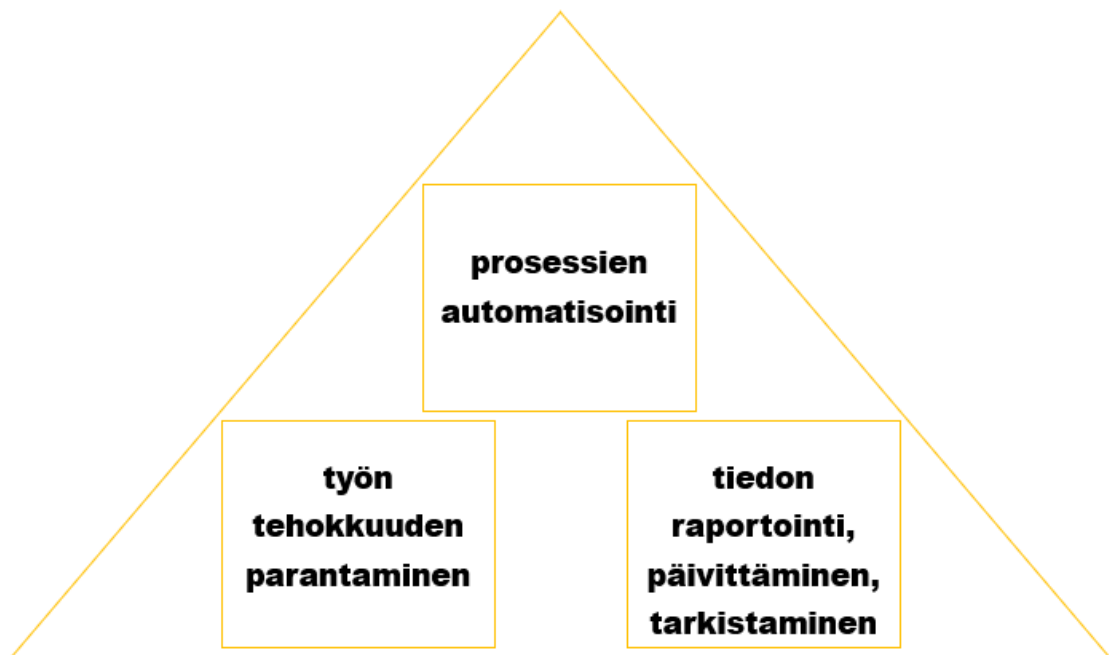 prosessien
automatisointi
työn
tehokkuuden
parantaminen
tiedon
raportointi,
päivittäminen,
tarkistaminen